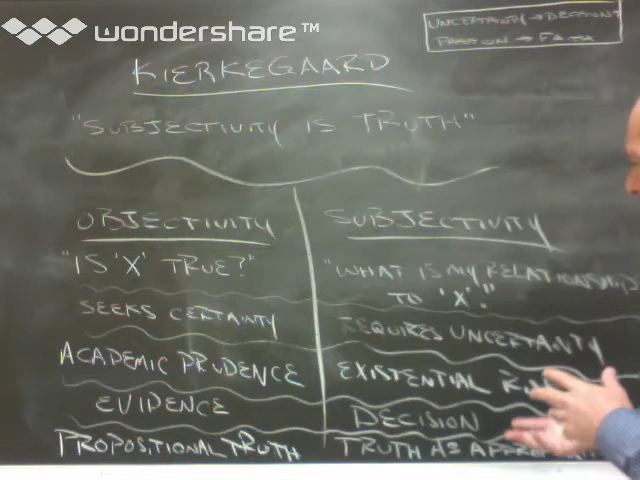 wondershare™
UNCERTAINTY → DECISION
PASSION → FAITH
KIERKEGAARD
"SUBJECTIVITY IS TRUTH"
OBJECTIVITY
"IS 'X' TRUE?"
SEEKS CERTAINTY
ACADEMIC PRUDENCE
EVIDENCE
PROPOSITIONAL TRUTH
SUBJECTIVITY
"WHAT IS MY RELATIONSHIP
TO 'X'."
REQUIRES UNCERTANTY
EXISTENTIAL
DECISION
TRUTH AS